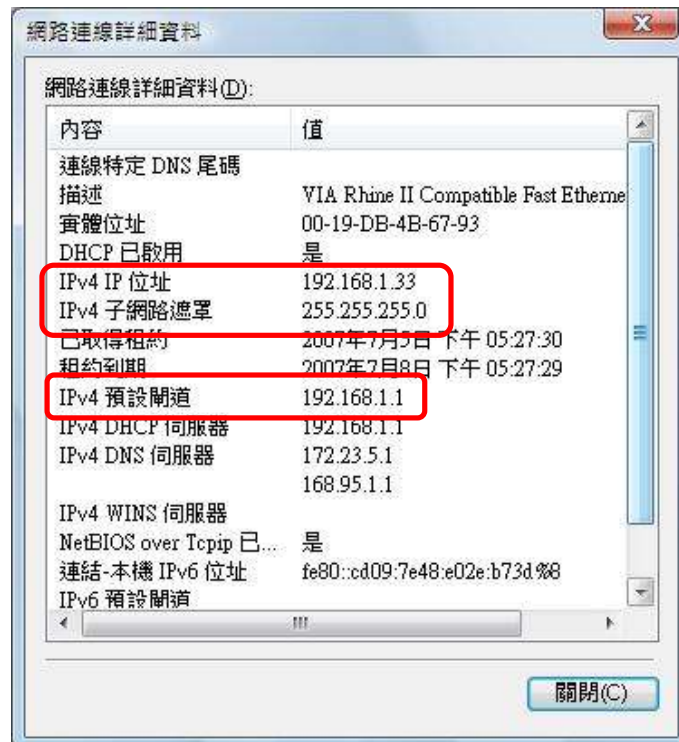 網路連線詳細資料
網路連線詳細資料(D):
內容 值
連線特定 DNS 尾碼
描述 VIA Rhine II Compatible Fast Etherne
實體位址 00-19-DB-4B-67-93
DHCP 已啟用 是
IPv4 IP 位址 192.168.1.33
IPv4 子網路遮罩 255.255.255.0
已取得租約 2007年7月5日 下午 05:27:30
租約到期 2007年7月8日 下午 05:27:29
IPv4 預設閘道 192.168.1.1
IPv4 DHCP 伺服器 192.168.1.1
IPv4 DNS 伺服器 172.23.5.1
168.95.1.1
IPv4 WINS 伺服器
NetBIOS over Tcpip 已... 是
連結-本機 IPv6 位址 fe80::cd09:7e48:e02e:b73d%8
IPv6 預設閘道
關閉(C)